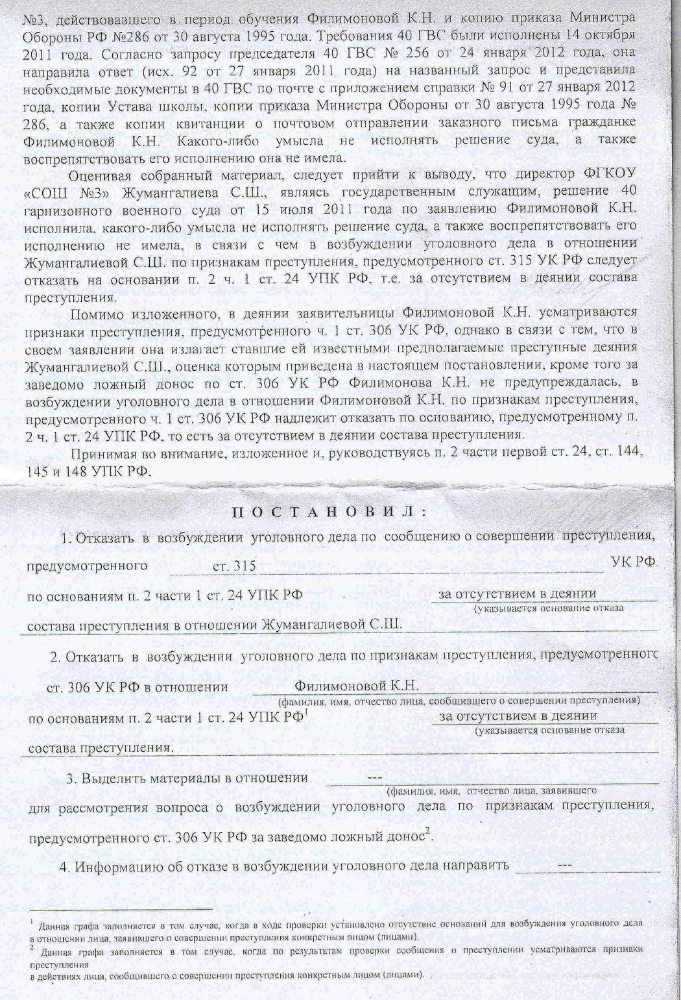 №3, действовавшего в период обучения Филимоновой К.Н. и копию приказа Министра
Обороны РФ №286 от 30 августа 1995 года. Требования 40 ГВС были исполнены 14 октября
2011 года. Согласно запросу председателя 40 ГВС № 256 от 24 января 2012 года, она
направила ответ (исх. 92 от 27 января 2011 года) на названный запрос и представила
необходимые документы в 40 ГВС по почте с приложением справки № 91 от 27 января 2012
года, копии Устава школы, копии приказа Министра Обороны от 30 августа 1995 года №
286, а также копии квитанции о почтовом отправлении заказного письма гражданке
Филимоновой К.Н. Какого-либо умысла не исполнять решение суда, а также
воспрепятствовать его исполнению она не имела.
Оценивая собранный материал, следует прийти к выводу, что директор ФГКОУ
«СОШ №3» Жумангалиева С.Ш., являясь государственным служащим, решение 40
гарнизонного военного суда от 15 июля 2011 года по заявлению Филимоновой К.Н.
исполнила, какого-либо умысла не исполнять решение суда, а также воспрепятствовать его
исполнению не имела, в связи с чем в возбуждении уголовного дела в отношении
Жумангалиевой С.Ш. по признакам преступления, предусмотренного ст. 315 УК РФ следует
отказать на основании п. 2 ч. 1 ст. 24 УПК РФ, т.е. за отсутствием в деянии состава
преступления.
Помимо изложенного, в деянии заявительницы Филимоновой К.Н. усматриваются
признаки преступления, предусмотренного ч. 1 ст. 306 УК РФ, однако в связи с тем, что в
своем заявлении она излагает ставшие ей известными предполагаемые преступные деяния
Жумангалиевой С.Ш., оценка которым приведена в настоящем постановлении, кроме того за
заведомо ложный донос по ст. 306 УК РФ Филимонова К.Н. не предупреждалась, в
возбуждении уголовного дела в отношении Филимоновой К.Н. по признакам преступления,
предусмотренного ч. 1 ст. 306 УК РФ надлежит отказать по основанию, предусмотренному п.
2 ч. 1 ст. 24 УПК РФ, то есть за отсутствием в деянии состава преступления.
Принимая во внимание, изложенное и, руководствуясь п. 2 части первой ст. 24, ст. 144,
145 и 148 УПК РФ,
П О С Т А Н О В И Л :
1. Отказать в возбуждении уголовного дела по сообщению о совершении преступления,
предусмотренного ст. 315 УК РФ.
по основаниям п. 2 части 1 ст. 24 УПК РФ за отсутствием в деянии
(указывается основание отказа
состава преступления в отношении Жумангалиевой С.Ш.
2. Отказать в возбуждении уголовного дела по признакам преступления, предусмотренного
ст. 306 УК РФ в отношении Филимоновой К.Н.
(фамилия, имя, отчество лица, сообщившего о совершении преступления)
по основаниям п. 2 части 1 ст. 24 УПК РФ¹ за отсутствием в деянии
(указывается основание отказа
состава преступления.
3. Выделить материалы в отношении ---
(фамилия, имя, отчество лица, заявившего
для рассмотрения вопроса о возбуждении уголовного дела по признакам преступления,
предусмотренного ст. 306 УК РФ за заведомо ложный донос².
4. Информацию об отказе в возбуждении уголовного дела направить ---
¹ Данная графа заполняется в том случае, когда в ходе проверки установлено отсутствие оснований для возбуждения уголовного дела
в отношении лица, заявившего о совершении преступления конкретным лицом (лицами).
² Данная графа заполняется в том случае, когда по результатам проверки сообщения о преступлении усматриваются признаки
преступления
в действиях лица, сообщившего о совершении преступления конкретным лицом (лицами).